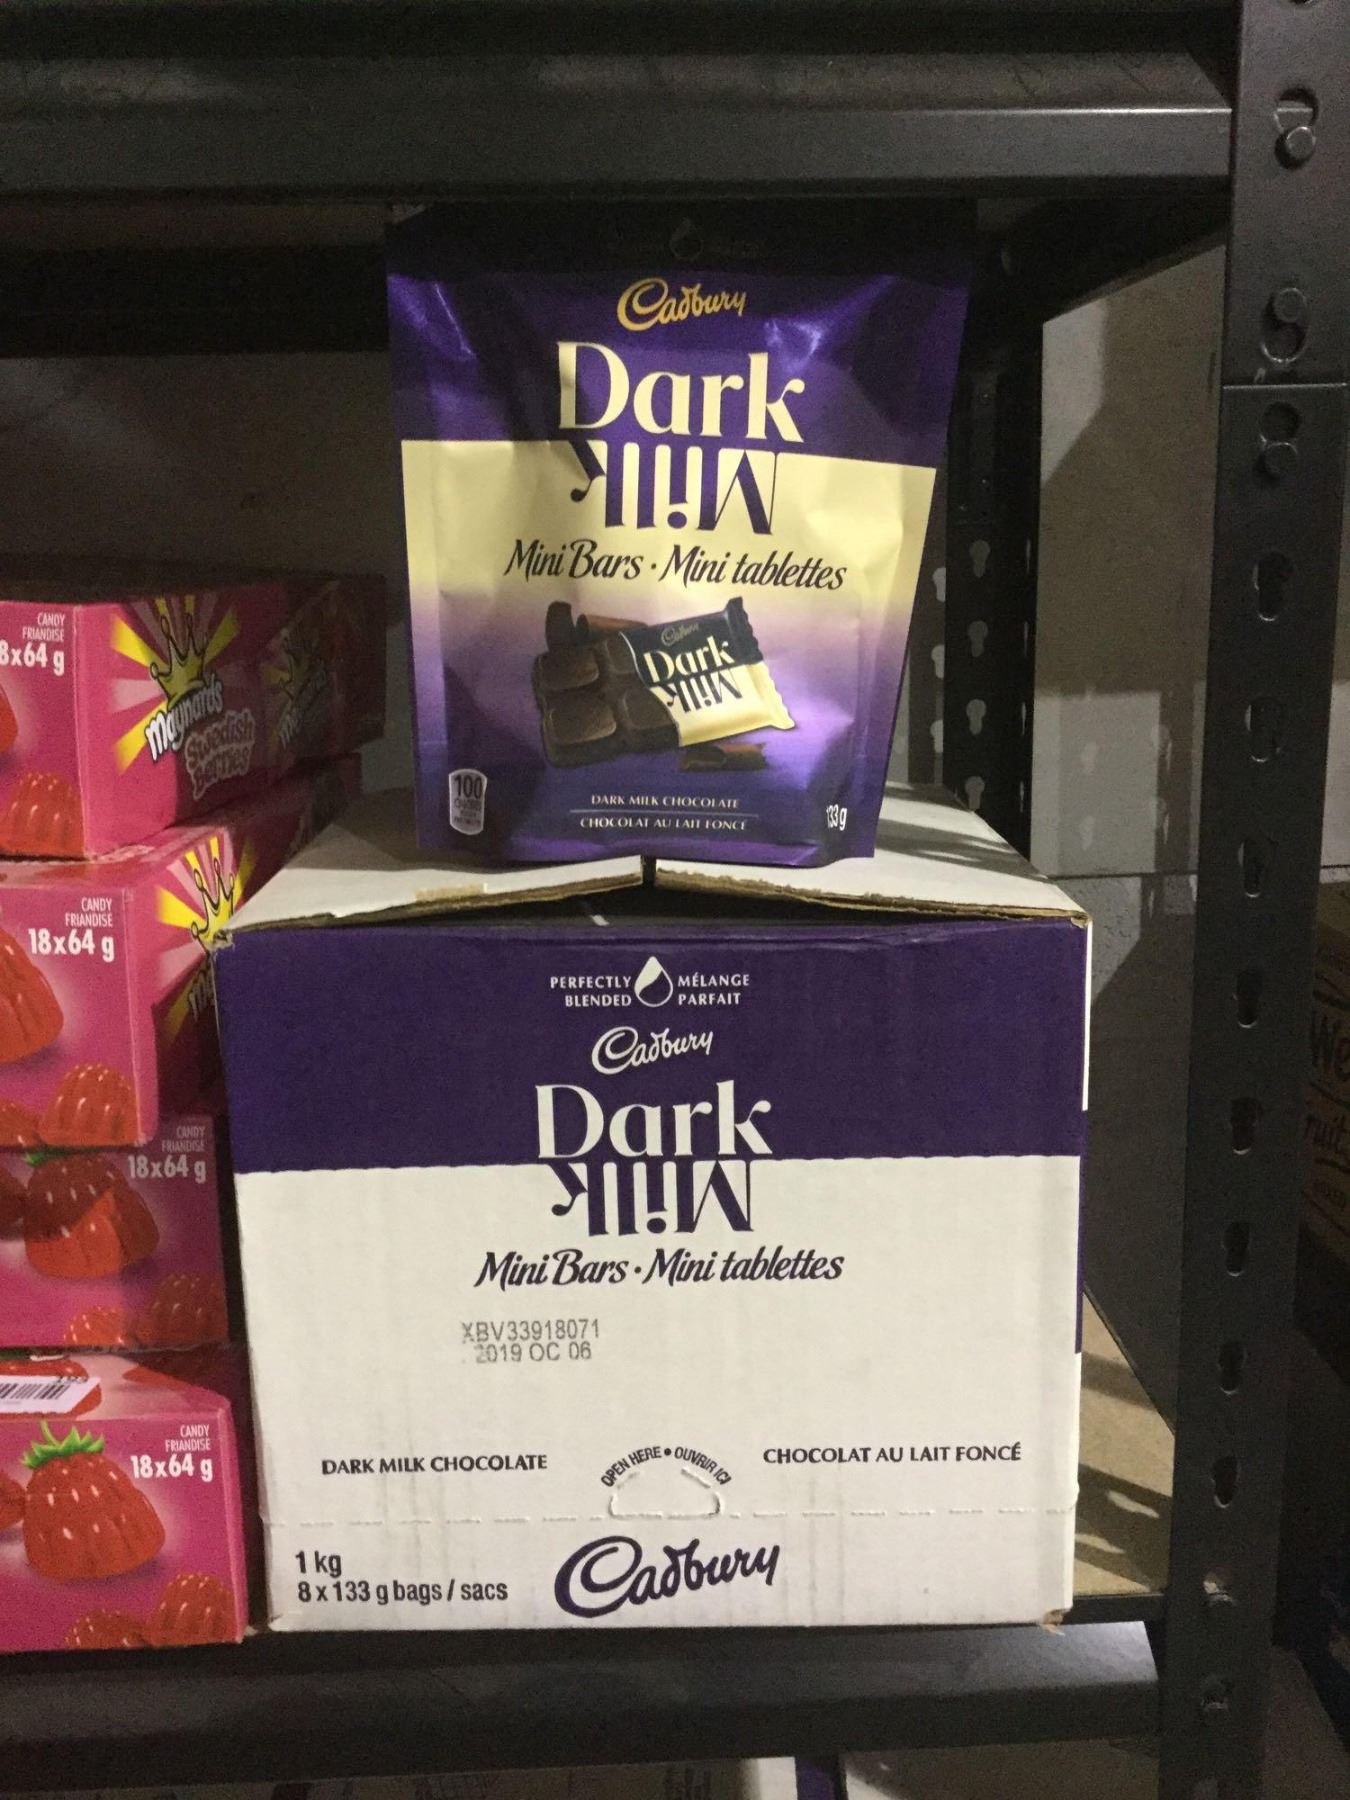 Cadbury
Dark
Milk
Mini Bars · Mini tablettes
Cadbury
Dark
Milk
100
DARK MILK CHOCOLATE
CHOCOLAT AU LAIT FONCÉ
133 g
CANDY
FRIANDISE
8x64 g
maynards
Swedish
Berries
CANDY
FRIANDISE
18x64 g
CANDY
FRIANDISE
18x64 g
CANDY
FRIANDISE
18x64 g
PERFECTLY MÉLANGE
BLENDED PARFAIT
Cadbury
Dark
Milk
Mini Bars · Mini tablettes
XBV33918071
2019 OC 06
DARK MILK CHOCOLATE
OPEN HERE • OUVRIR ICI
CHOCOLAT AU LAIT FONCÉ
1 kg
8 x 133 g bags / sacs
Cadbury